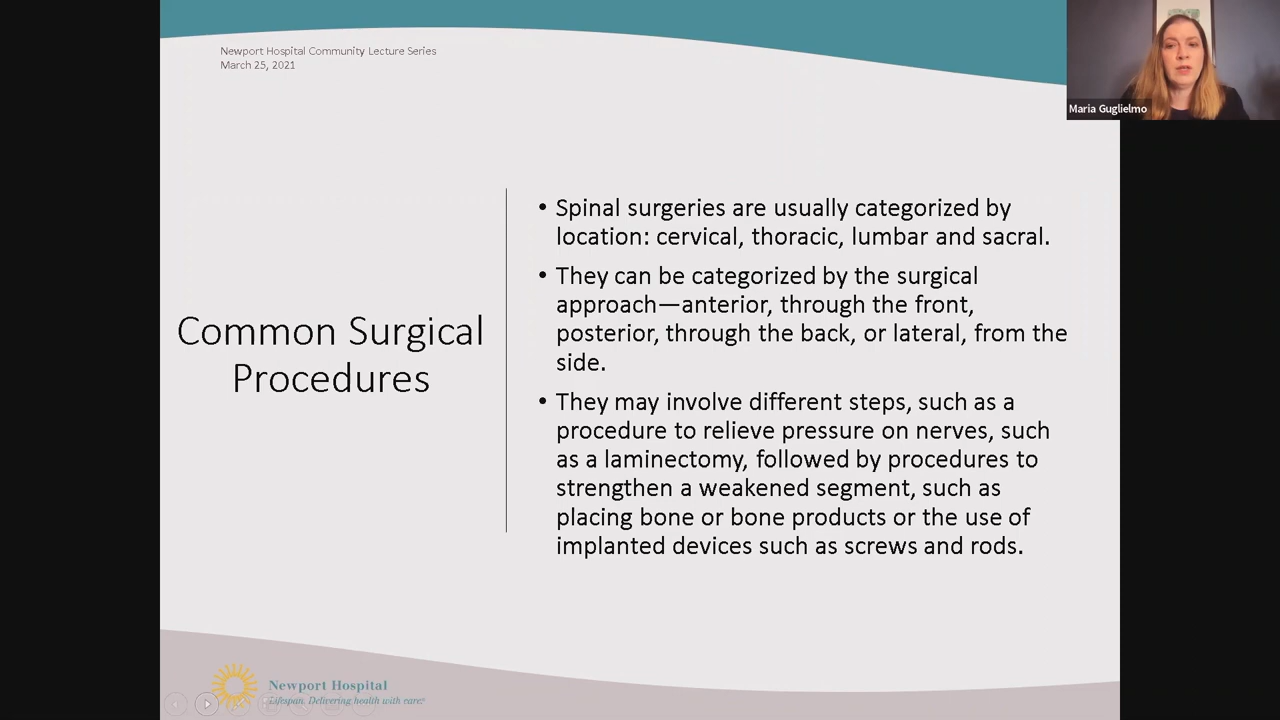 Newport Hospital Community Lecture Series
March 25, 2021
Maria Guglielmo
Common Surgical
Procedures
• Spinal surgeries are usually categorized by
location: cervical, thoracic, lumbar and sacral.
• They can be categorized by the surgical
approach—anterior, through the front,
posterior, through the back, or lateral, from the
side.
• They may involve different steps, such as a
procedure to relieve pressure on nerves, such
as a laminectomy, followed by procedures to
strengthen a weakened segment, such as
placing bone or bone products or the use of
implanted devices such as screws and rods.
Newport Hospital
Lifespan. Delivering health with care.®